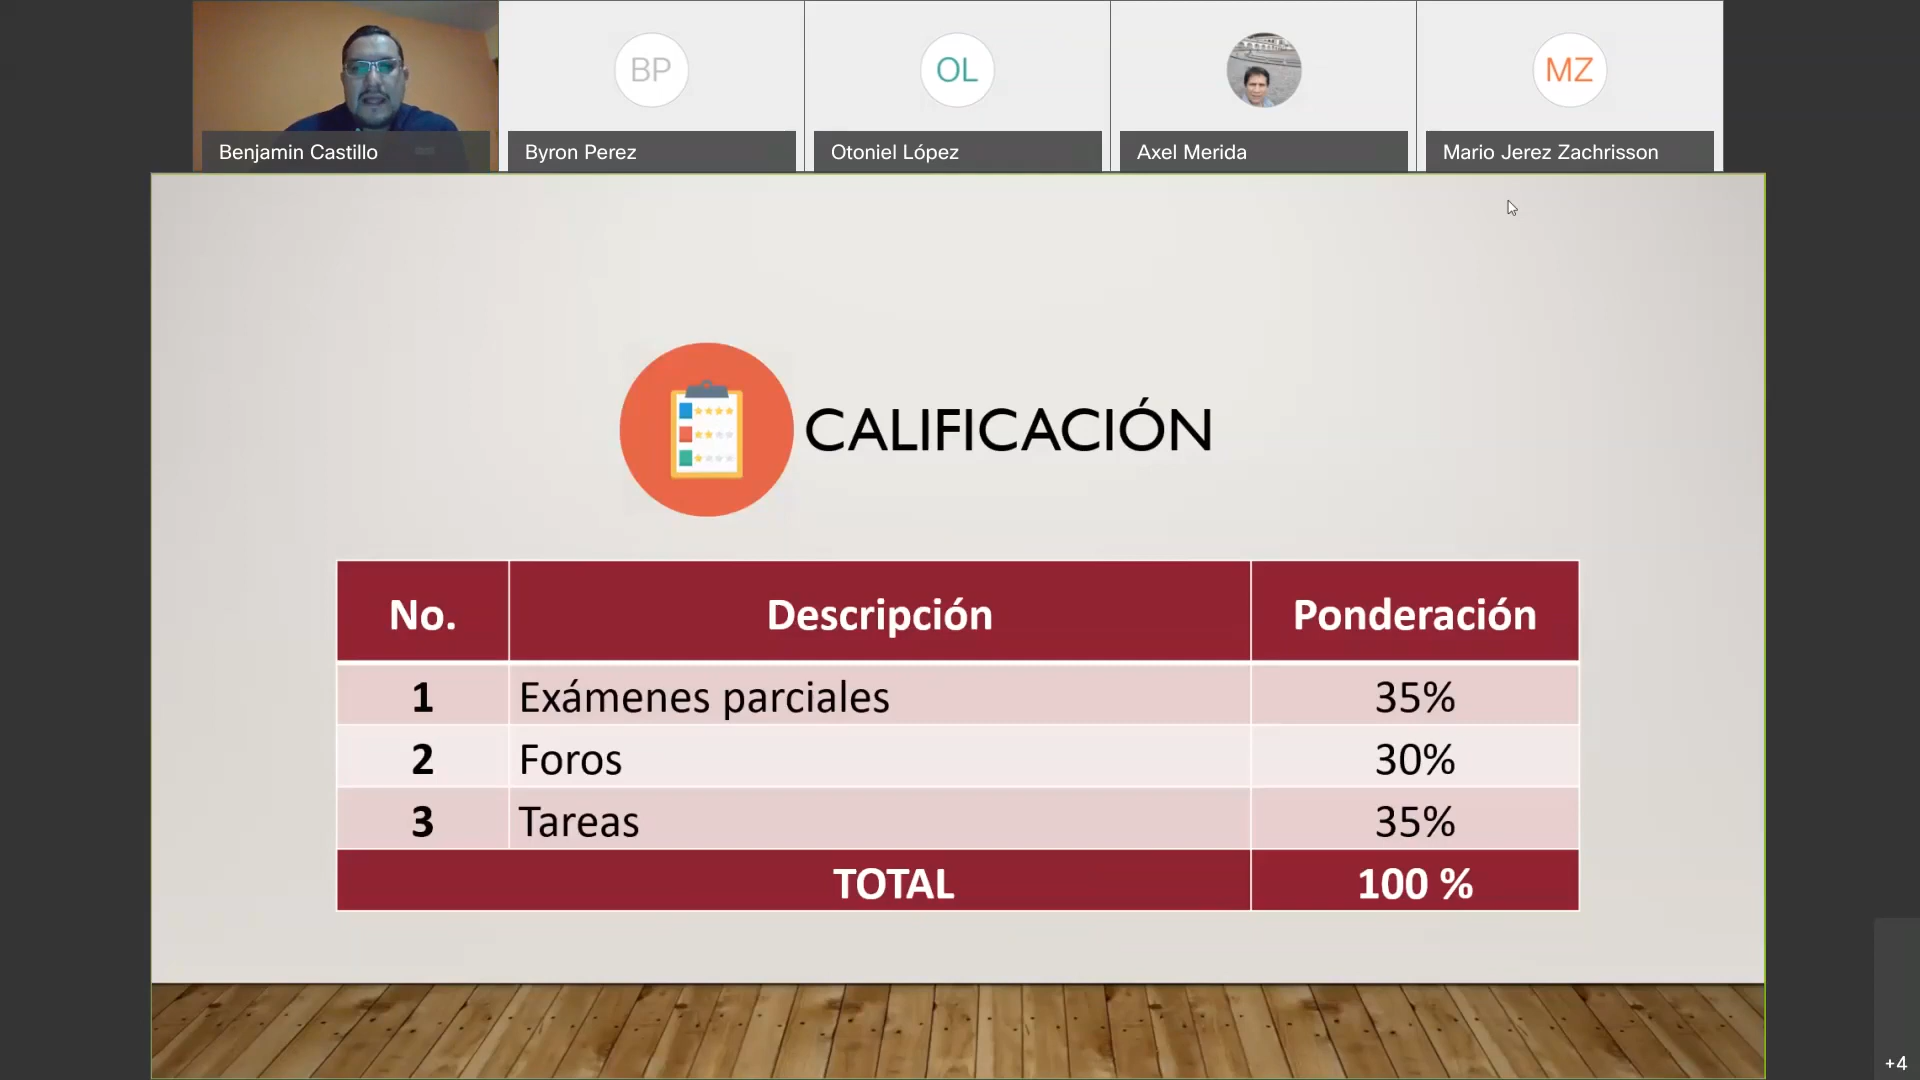 BP
OL
MZ
Benjamin Castillo
Byron Perez
Otoniel López
Axel Merida
Mario Jerez Zachrisson
CALIFICACIÓN
No. Descripción Ponderación
1 Exámenes parciales 35%
2 Foros 30%
3 Tareas 35%
TOTAL 100 %
+4